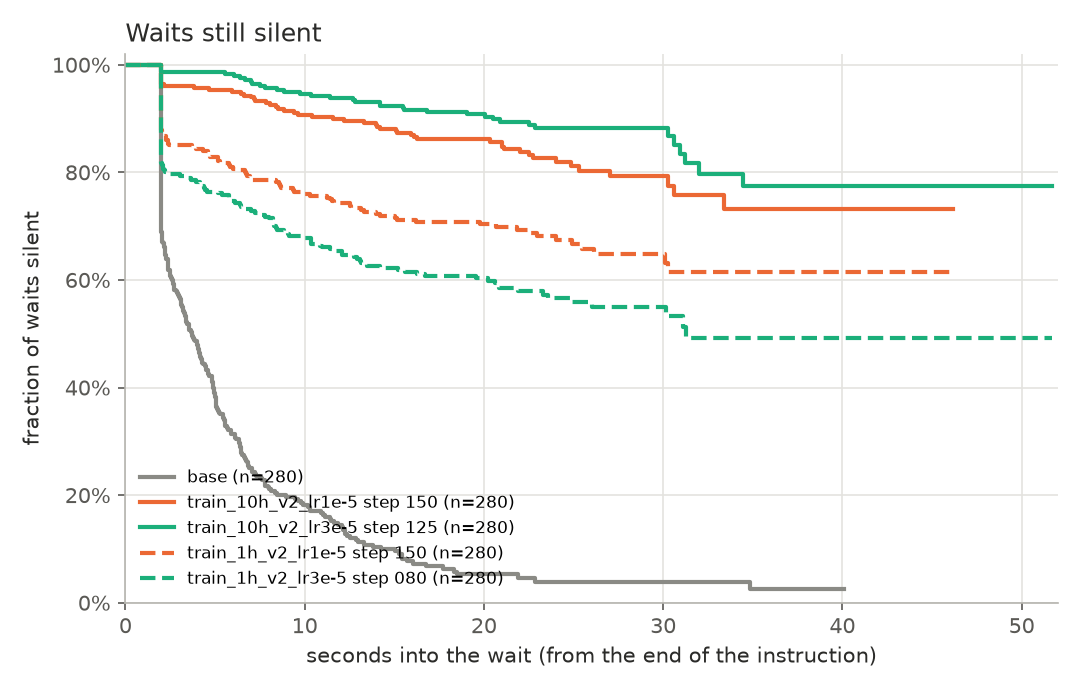 Waits still silent
100%
80%
60%
40%
20%
0%
fraction of waits silent
base (n=280)
train_10h_v2_lr1e-5 step 150 (n=280)
train_10h_v2_lr3e-5 step 125 (n=280)
train_1h_v2_lr1e-5 step 150 (n=280)
train_1h_v2_lr3e-5 step 080 (n=280)
0 10 20 30 40 50
seconds into the wait (from the end of the instruction)